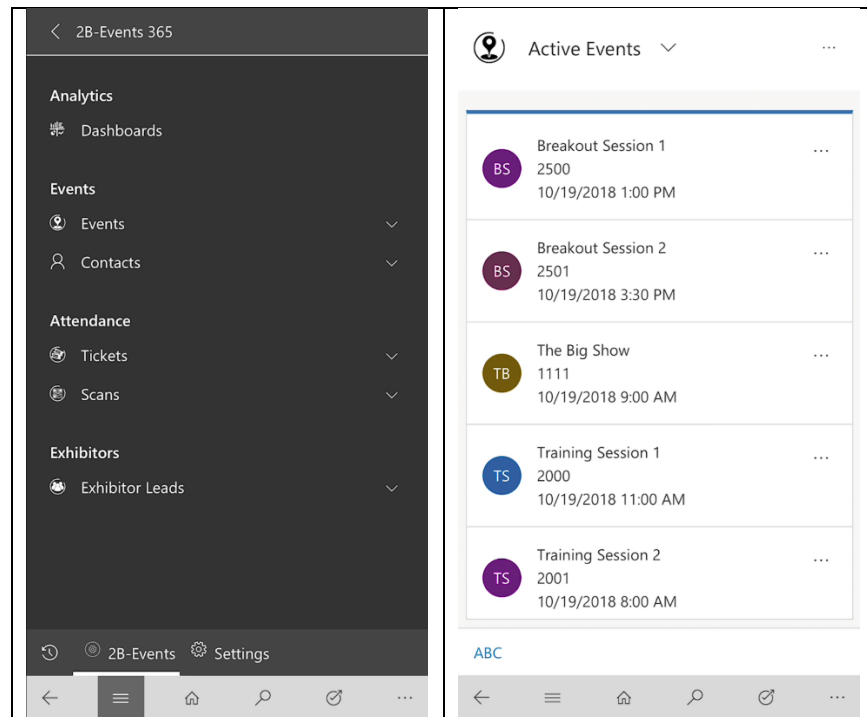 2B-Events 365
Analytics
Dashboards
Events
Events
Contacts
Attendance
Tickets
Scans
Exhibitors
Exhibitor Leads
2B-Events Settings
Active Events
...
BS
Breakout Session 1
...
2500
10/19/2018 1:00 PM
BS
Breakout Session 2
...
2501
10/19/2018 3:30 PM
TB
The Big Show
...
1111
10/19/2018 9:00 AM
TS
Training Session 1
...
2000
10/19/2018 11:00 AM
TS
Training Session 2
...
2001
10/19/2018 8:00 AM
ABC